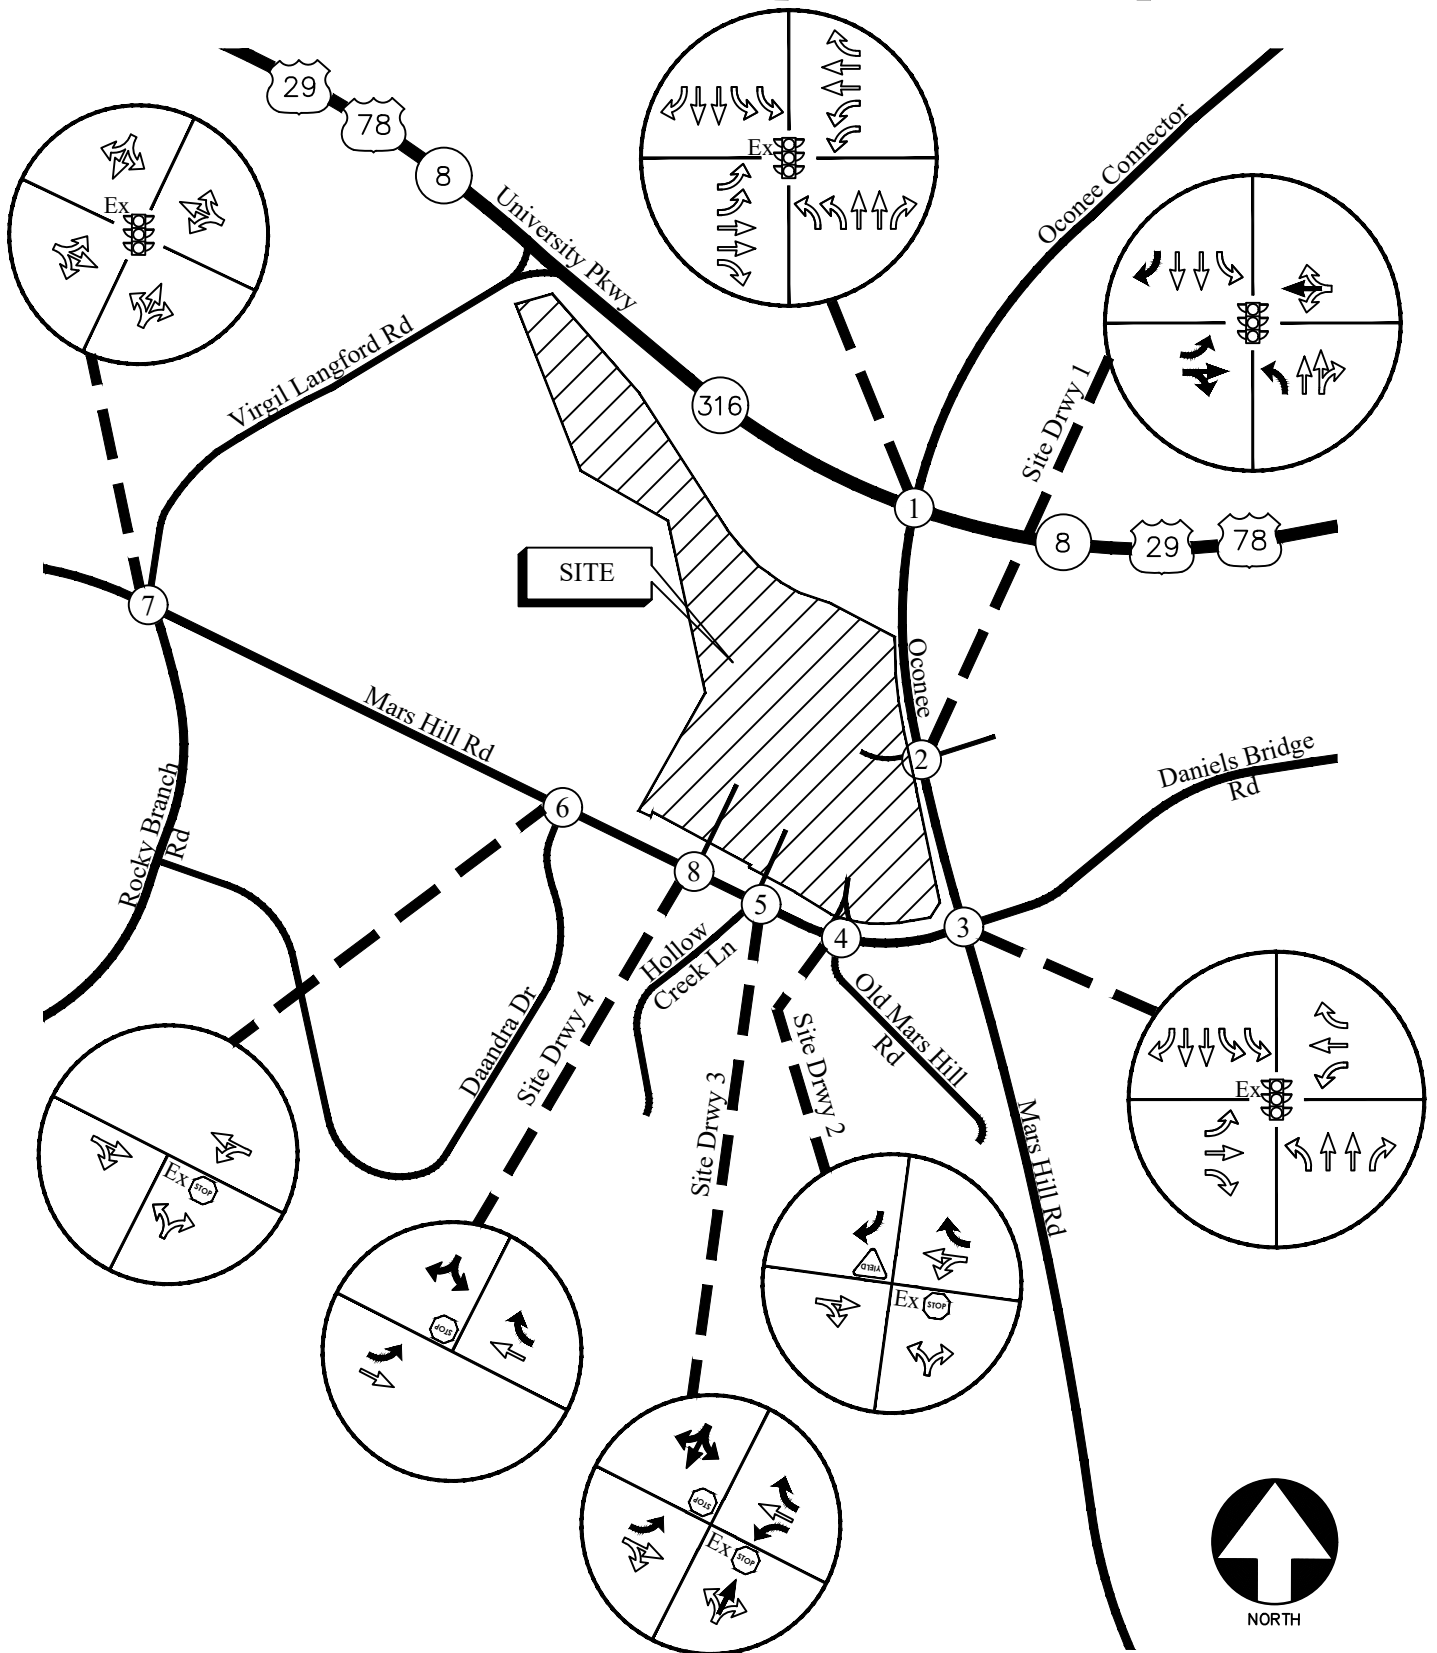 29
78
8
University Pkwy
Oconee Connector
Ex
Ex
Virgil Langford Rd
316
Site Drwy 1
1
8
29
78
SITE
7
Oconee
Mars Hill Rd
2
Daniels Bridge
Rd
6
Rocky Branch
Rd
8
5
4
3
Hollow
Creek Ln
Old Mars Hill
Rd
Daandra Dr
Site Drwy 4
Site Drwy 3
Site Drwy 2
Mars Hill Rd
Ex
Ex
STOP
STOP
YIELD
Ex
STOP
STOP
Ex
STOP
NORTH